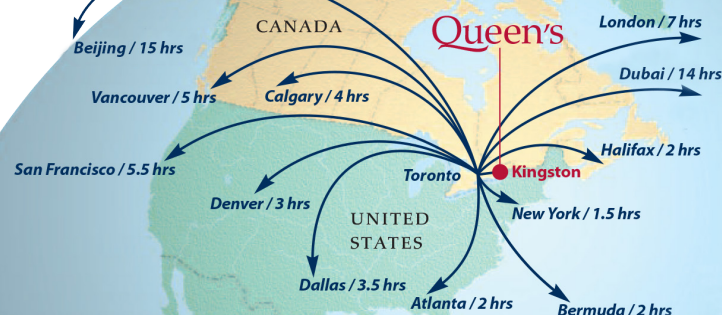 London / 7 hrs
CANADA
Queen's
Beijing / 15 hrs
Dubai / 14 hrs
Vancouver / 5 hrs
Calgary / 4 hrs
Halifax / 2 hrs
San Francisco / 5.5 hrs
Toronto
Kingston
Denver / 3 hrs
New York / 1.5 hrs
UNITED
STATES
Dallas / 3.5 hrs
Atlanta / 2 hrs
Bermuda / 2 hrs